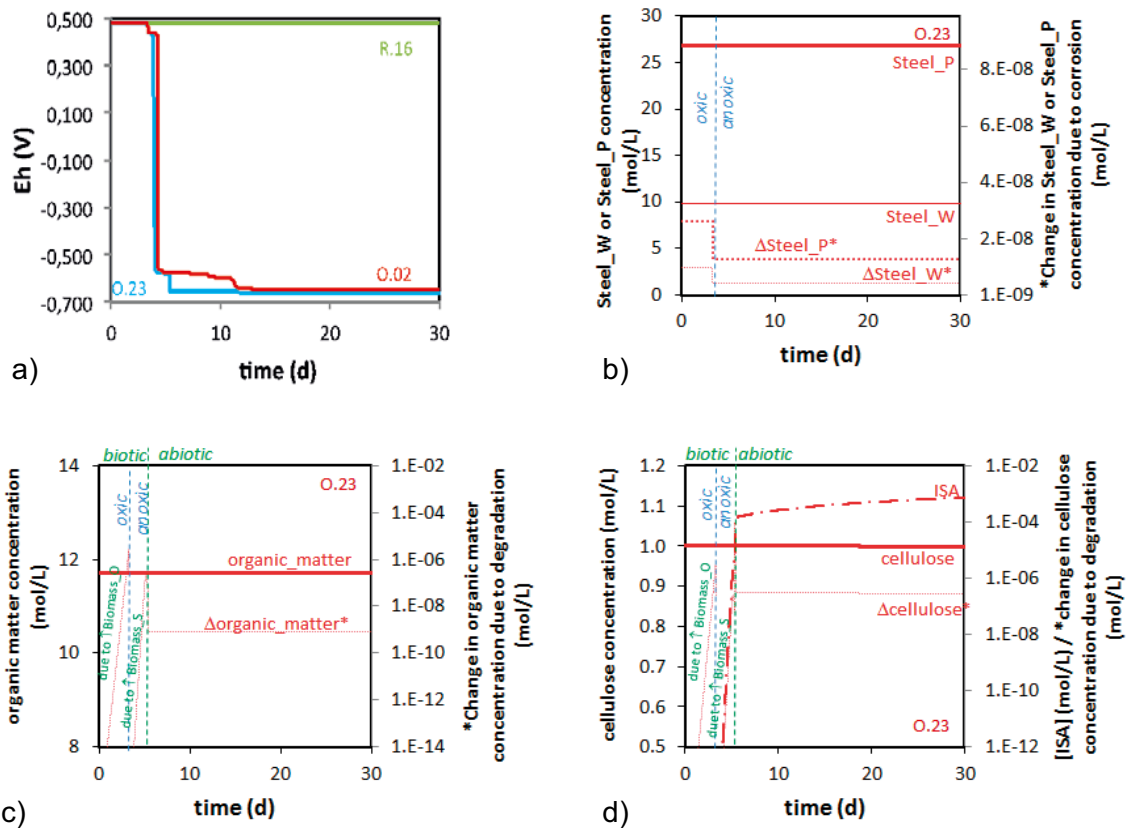 0,500
0,300
0,100
-0,100
-0,300
-0,500
-0,700
Eh (V)
R.16
O.23
O.02
0
10
20
30
time (d)
a)
30
25
20
15
10
5
0
Steel_W or Steel_P concentration
(mol/L)
oxic
anoxic
O.23
Steel_P
Steel_W
ΔSteel_P*
ΔSteel_W*
8.E-08
6.E-08
4.E-08
2.E-08
1.E-09
*Change in Steel_W or Steel_P
concentration due to corrosion
(mol/L)
0
10
20
30
time (d)
b)
biotic
abiotic
14
12
10
8
organic matter concentration
(mol/L)
oxic
anoxic
O.23
organic_matter
Δorganic_matter*
due to ↑ Biomass_O
due to ↑ Biomass_S
1.E-02
1.E-04
1.E-06
1.E-08
1.E-10
1.E-12
1.E-14
*Change in organic matter
concentration due to degradation
(mol/L)
0
10
20
30
time (d)
c)
biotic
abiotic
1.2
1.1
1.0
0.9
0.8
0.7
0.6
0.5
cellulose concentration (mol/L)
oxic
anoxic
ISA
cellulose
Δcellulose*
due to ↑ Biomass_O
duet to ↑ Biomass_S
O.23
1.E-02
1.E-04
1.E-06
1.E-08
1.E-10
1.E-12
[ISA] (mol/L) / *change in cellulose
concentration due to degradation
(mol/L)
0
10
20
30
time (d)
d)